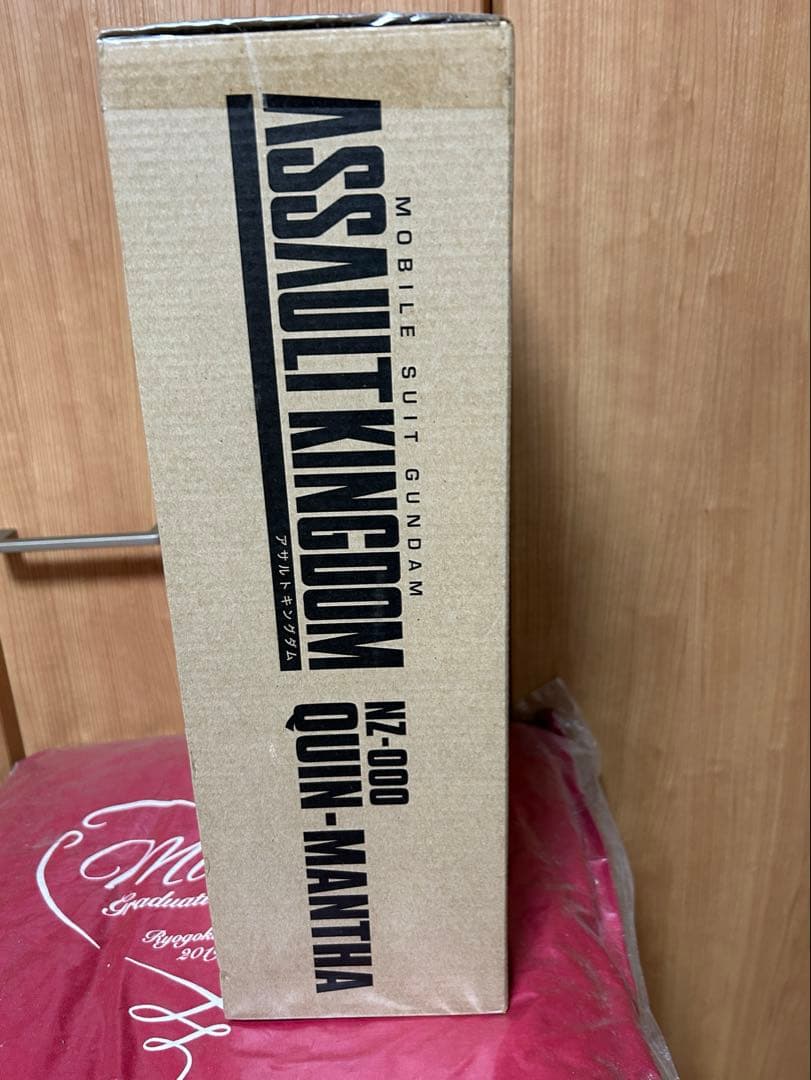 MOBILE SUIT GUNDAM
ASSAULT KINGDOM
アサルトキングダム
NZ-000
QUIN-MANTHA